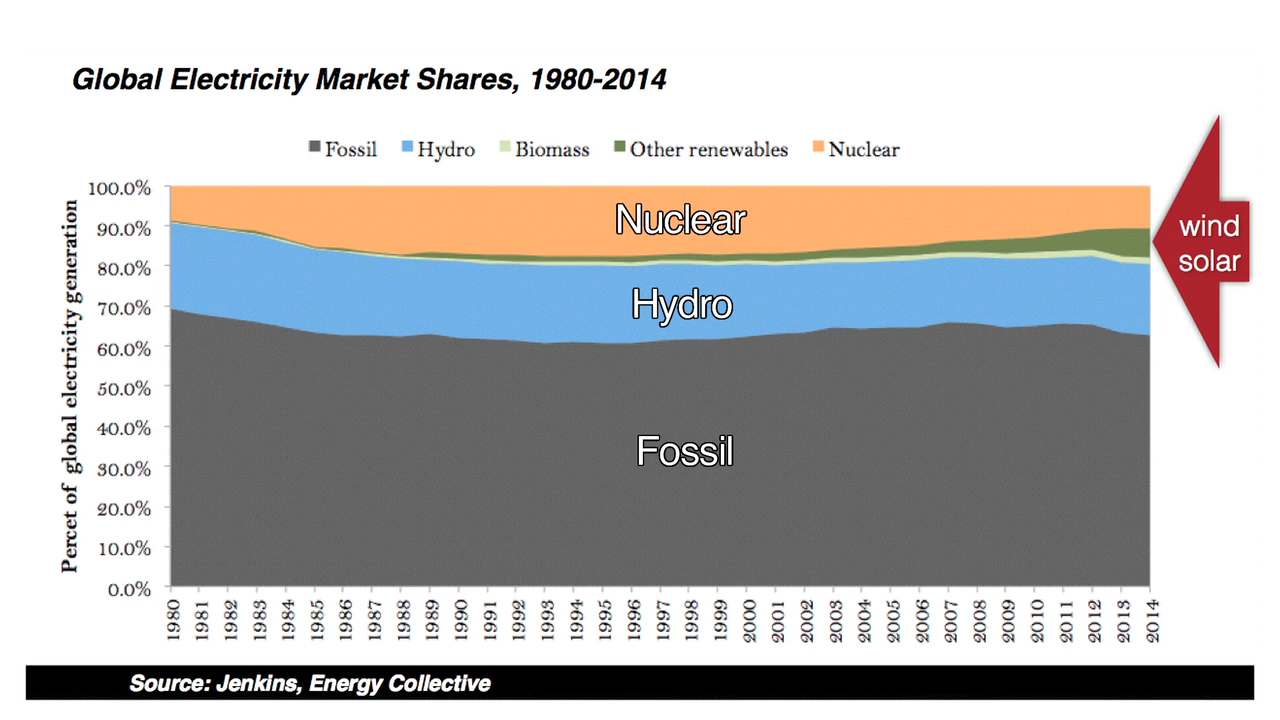 Global Electricity Market Shares, 1980-2014
Fossil Hydro Biomass Other renewables Nuclear
Percet of global electricity generation
100.0%
90.0%
80.0%
70.0%
60.0%
50.0%
40.0%
30.0%
20.0%
10.0%
0.0%
Nuclear
Hydro
Fossil
wind
solar
1980 1981 1982 1983 1984 1985 1986 1987 1988 1989 1990 1991 1992 1993 1994 1995 1996 1997 1998 1999 2000 2001 2002 2003 2004 2005 2006 2007 2008 2009 2010 2011 2012 2013 2014
Source: Jenkins, Energy Collective